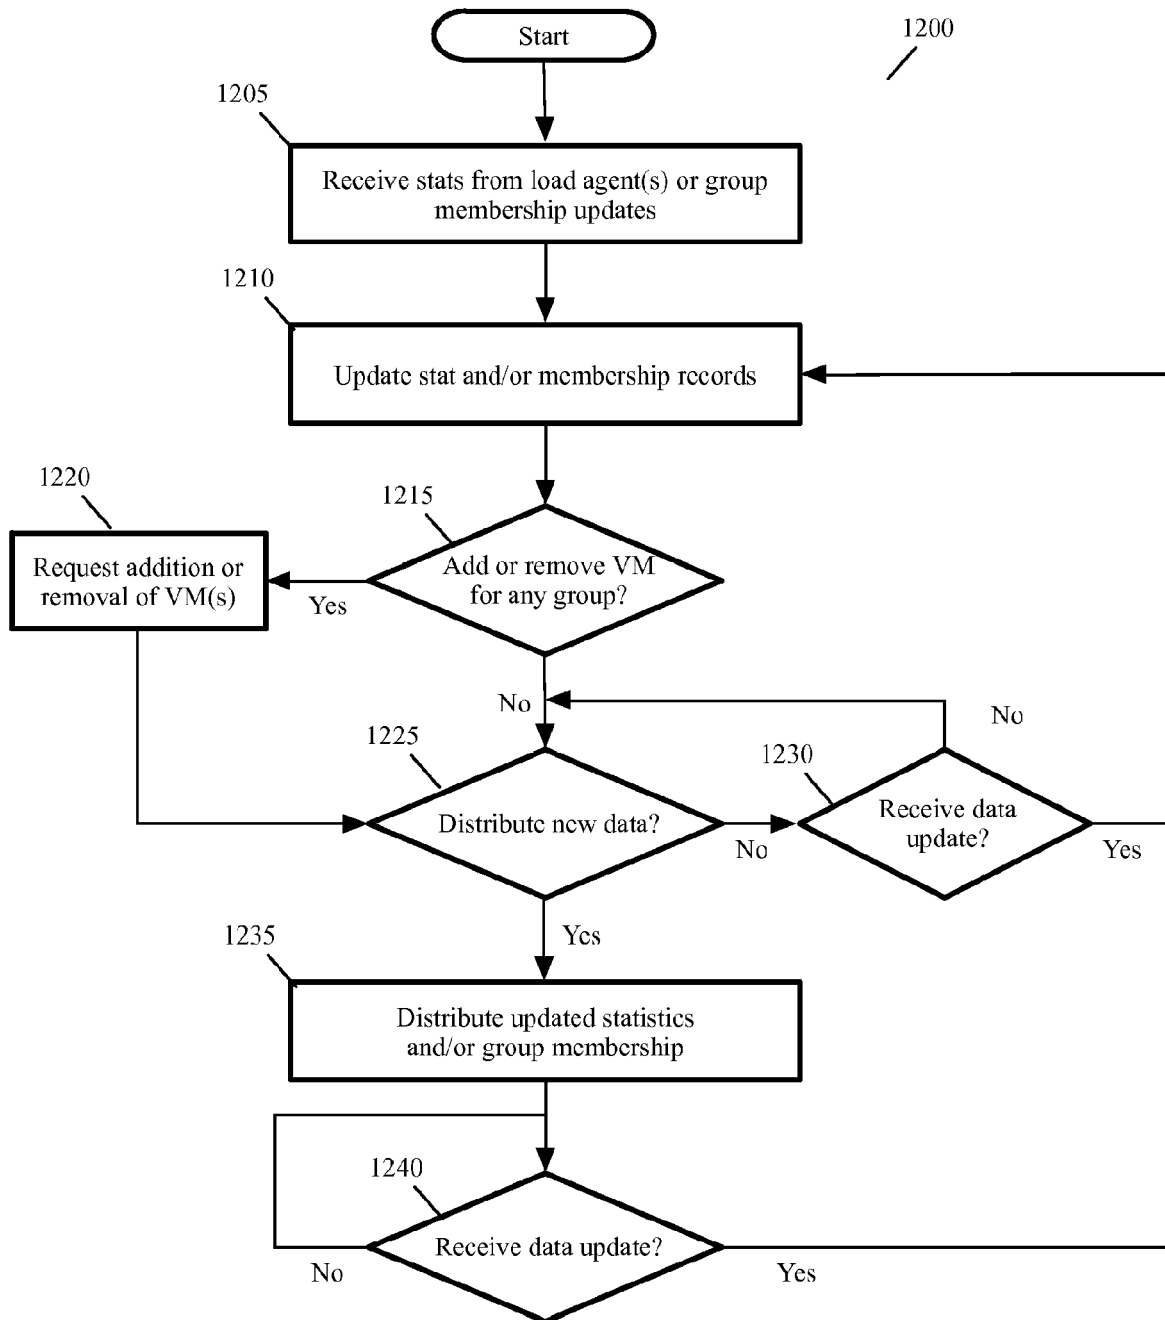 Start
1200
1205
Receive stats from load agent(s) or group
membership updates
1210
Update stat and/or membership records
1220
1215
Request addition or
removal of VM(s)
Add or remove VM
for any group?
Yes
No
No
1225
1230
Distribute new data?
Receive data
update?
No
Yes
Yes
1235
Distribute updated statistics
and/or group membership
1240
Receive data update?
No
Yes